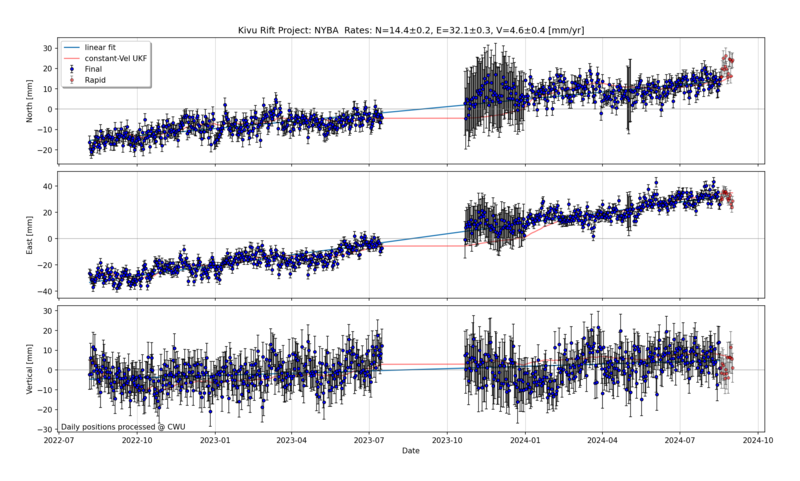 Kivu Rift Project: NYBA  Rates: N=14.4±0.2, E=32.1±0.3, V=4.6±0.4 [mm/yr]
linear fit
constant-Vel UKF
Final
Rapid
North [mm]
30
20
10
0
−10
−20
East [mm]
40
20
0
−20
−40
Vertical [mm]
30
20
10
0
−10
−20
−30
Daily positions processed @ CWU
2022-07
2022-10
2023-01
2023-04
2023-07
2023-10
2024-01
2024-04
2024-07
2024-10
Date